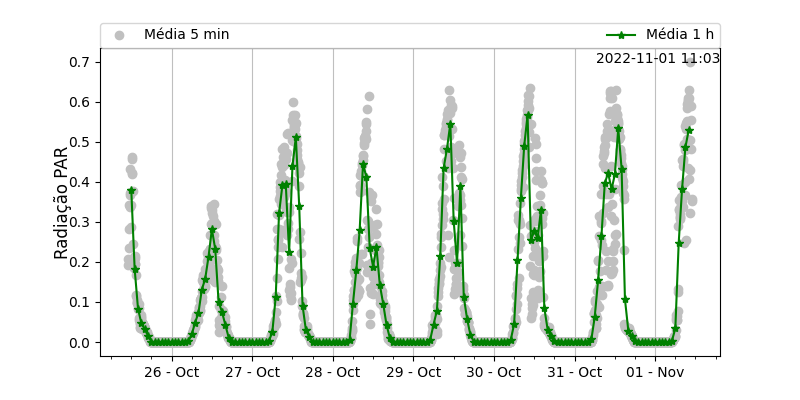 Média 5 min
Média 1 h
2022-11-01 11:03
Radiação PAR
0.7
0.6
0.5
0.4
0.3
0.2
0.1
0.0
26 - Oct
27 - Oct
28 - Oct
29 - Oct
30 - Oct
31 - Oct
01 - Nov